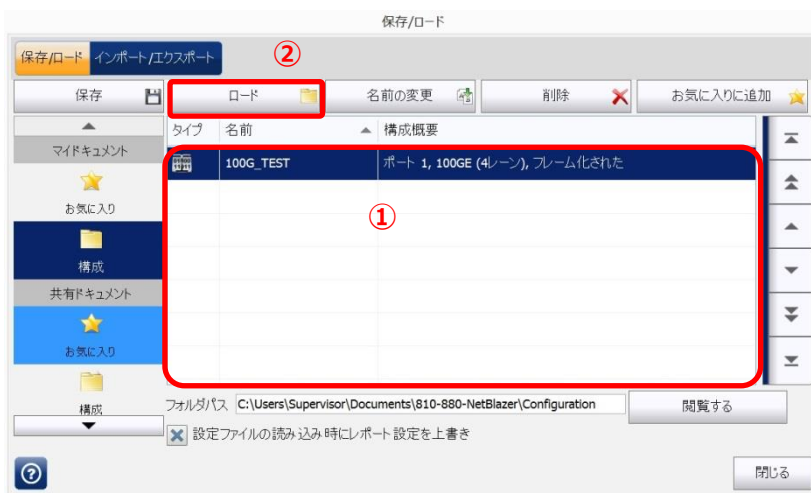 保存/ロード
保存/ロード インポート/エクスポート ②
保存 ロード 名前の変更 削除 お気に入りに追加
タイプ 名前 構成概要
マイドキュメント
100G_TEST ポート 1, 100GE (4レーン), フレーム化された
お気に入り
①
構成
共有ドキュメント
お気に入り
構成
フォルダパス C:\Users\Supervisor\Documents\810-880-NetBlazer\Configuration 閲覧する
設定ファイルの読み込み時にレポート設定を上書き
? 閉じる